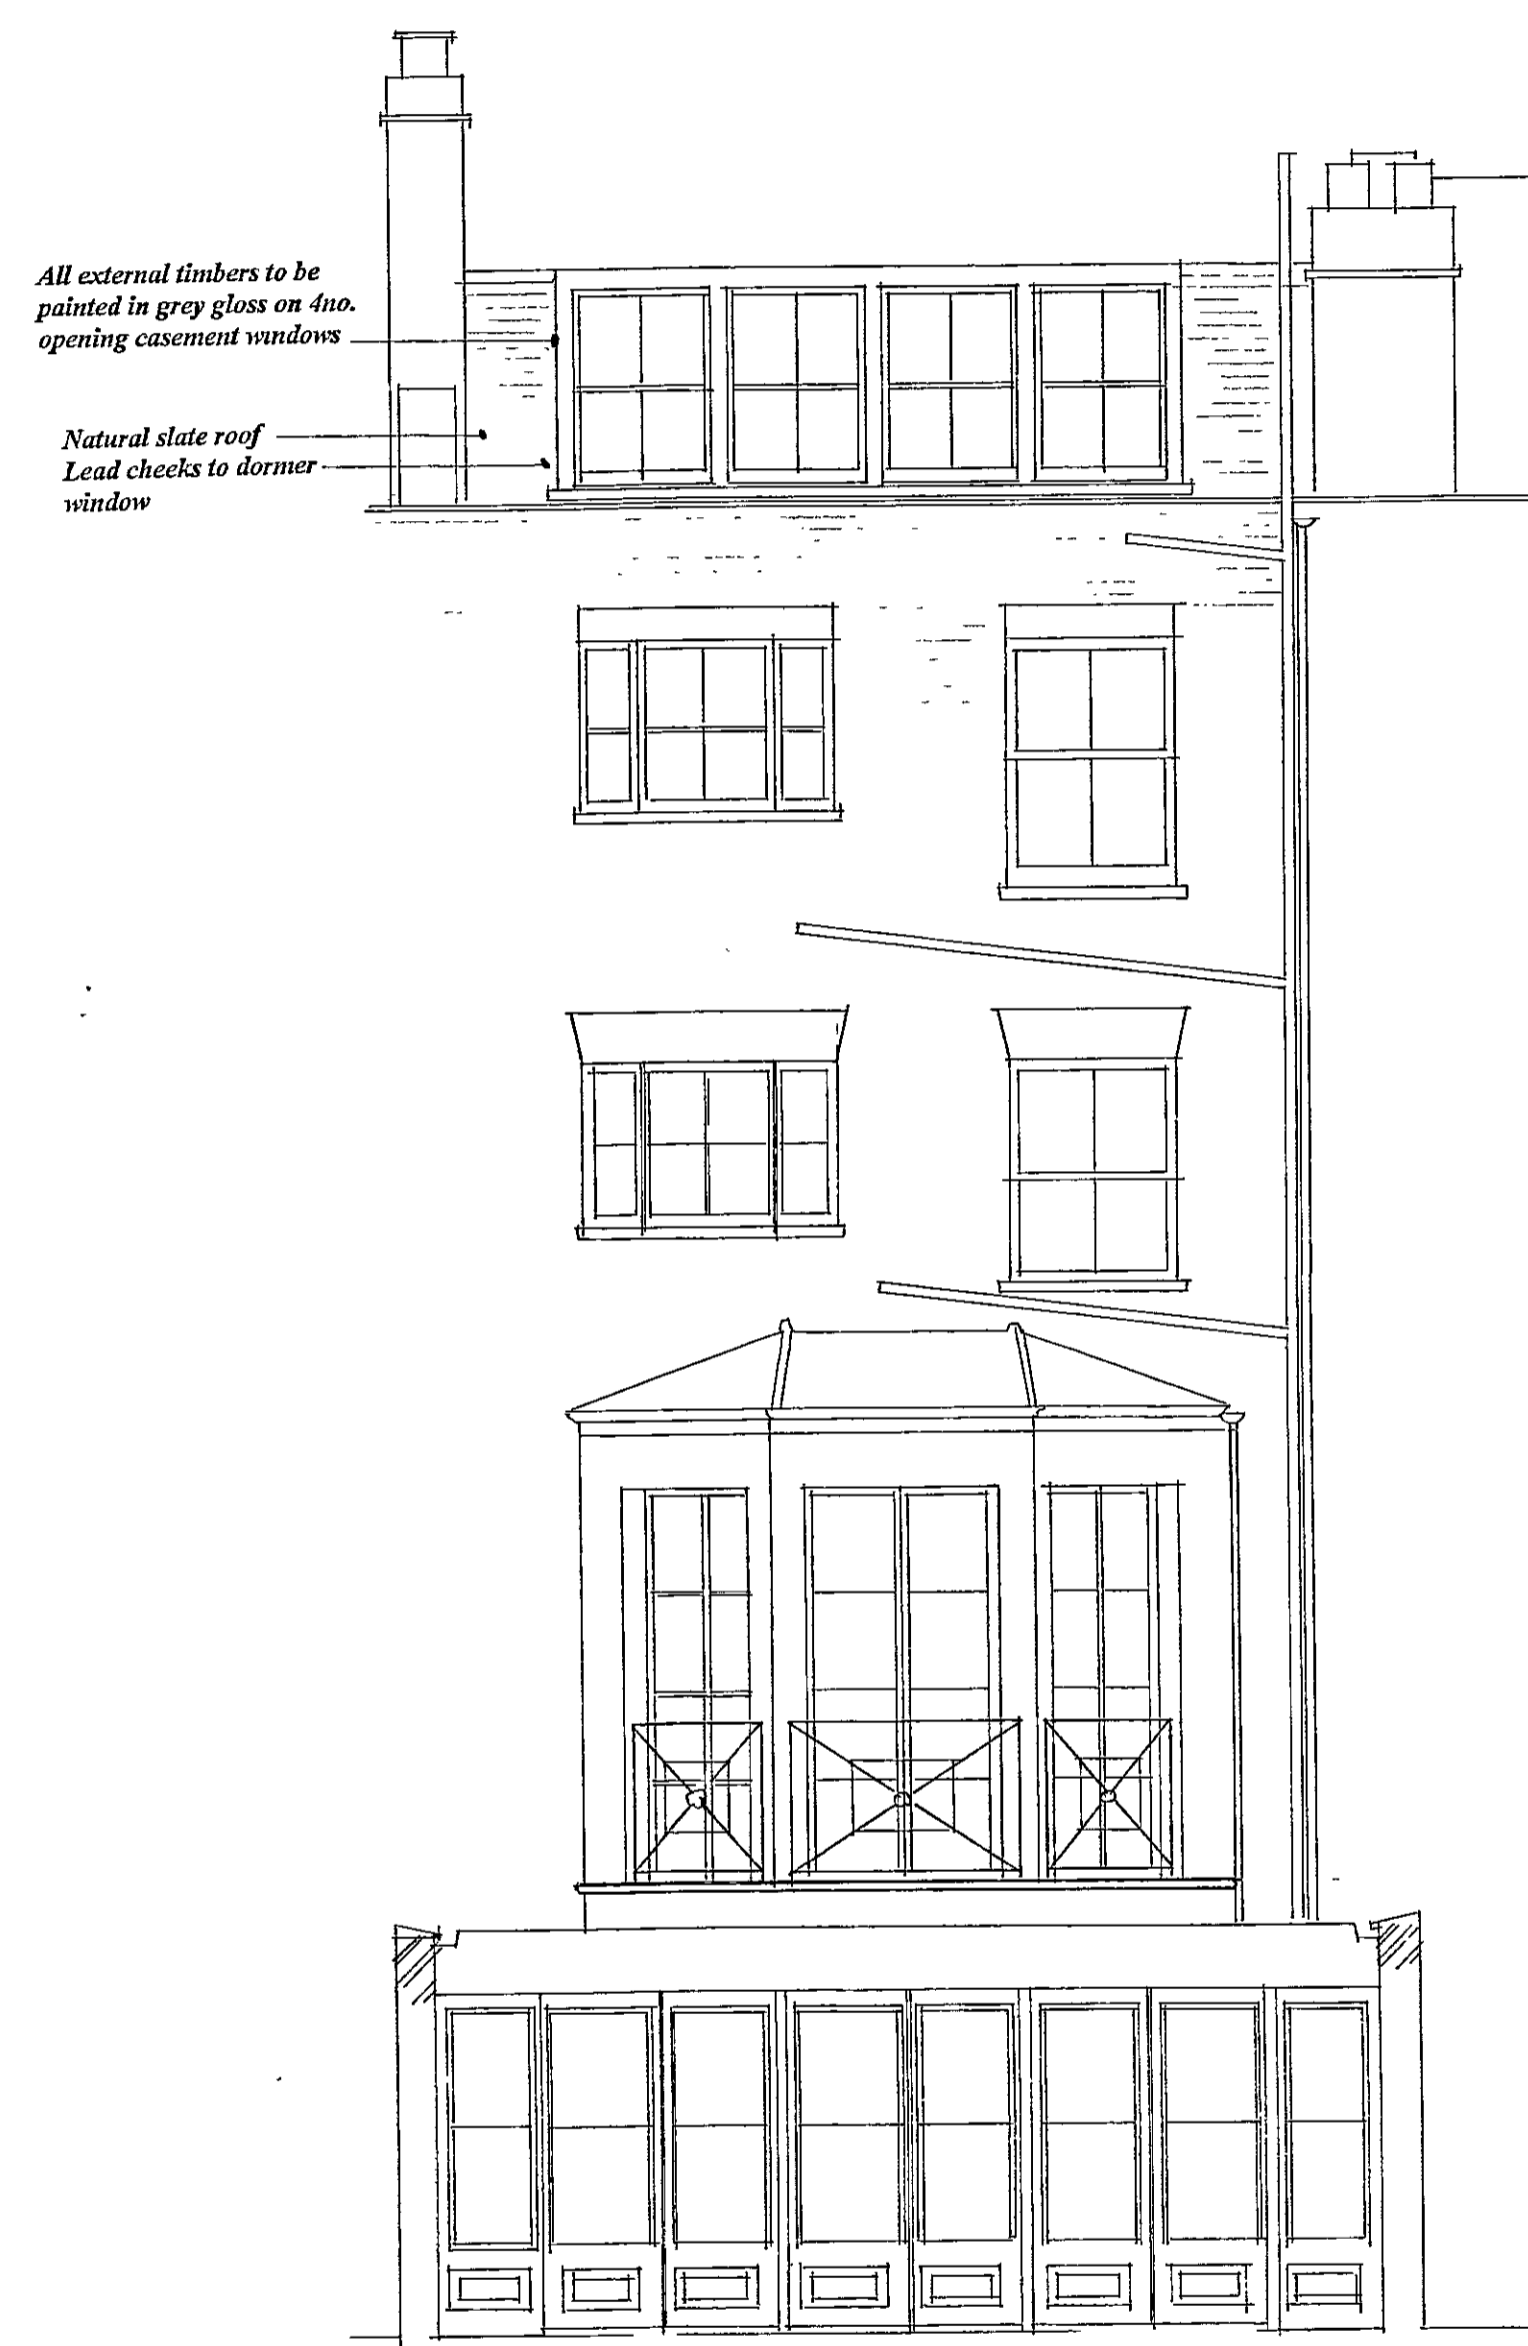 All external timbers to be
painted in grey gloss on 4no.
opening casement windows
Natural slate roof
Lead cheeks to dormer
window